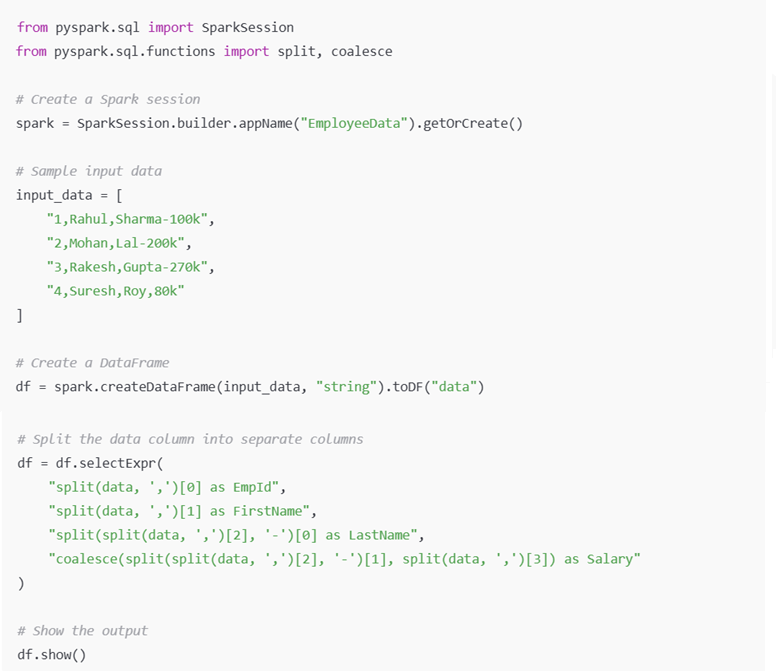 from pyspark.sql import SparkSession
from pyspark.sql.functions import split, coalesce

# Create a Spark session
spark = SparkSession.builder.appName("EmployeeData").getOrCreate()

# Sample input data
input_data = [
    "1,Rahul,Sharma-100k",
    "2,Mohan,Lal-200k",
    "3,Rakesh,Gupta-270k",
    "4,Suresh,Roy,80k"
]

# Create a DataFrame
df = spark.createDataFrame(input_data, "string").toDF("data")

# Split the data column into separate columns
df = df.selectExpr(
    "split(data, ',')[0] as EmpId",
    "split(data, ',')[1] as FirstName",
    "split(split(data, ',')[2], '-')[0] as LastName",
    "coalesce(split(split(data, ',')[2], '-')[1], split(data, ',')[3]) as Salary"
)

# Show the output
df.show()